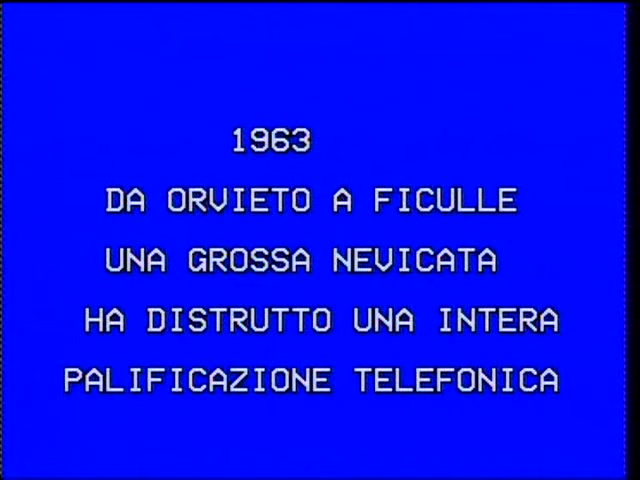 1963
DA ORVIETO A FICULLE
UNA GROSSA NEVICATA
HA DISTRUTTO UNA INTERA
PALIFICAZIONE TELEFONICA